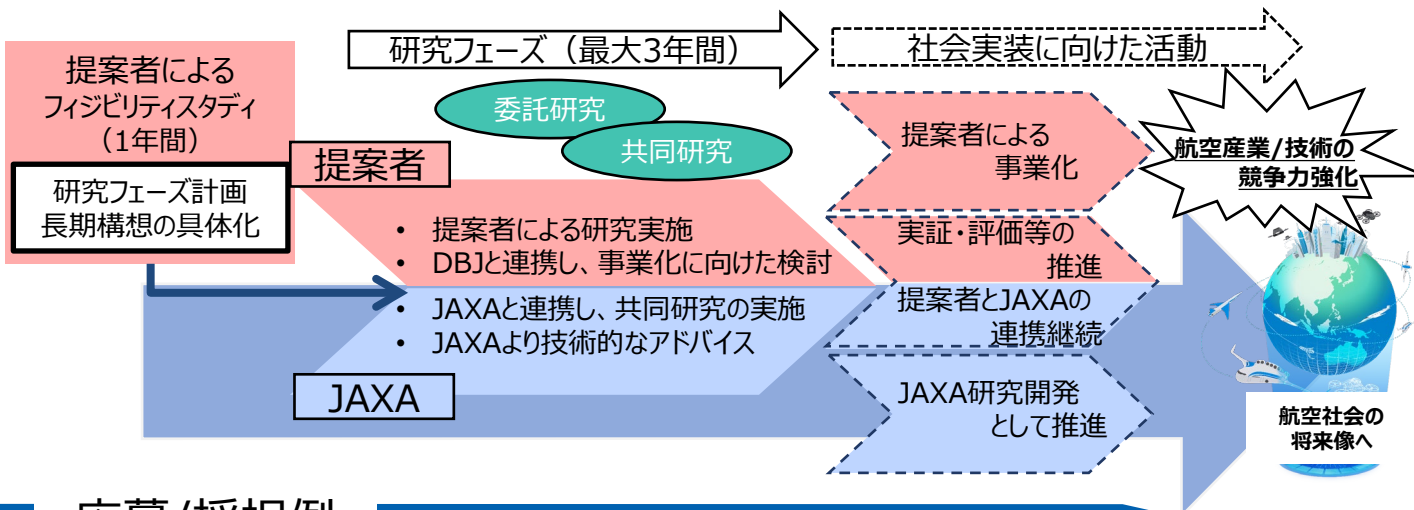 研究フェーズ（最大3年間）
社会実装に向けた活動
提案者による
フィジビリティスタディ
（1年間）
研究フェーズ計画
長期構想の具体化
委託研究
共同研究
提案者
• 提案者による研究実施
• DBJと連携し、事業化に向けた検討
• JAXAと連携し、共同研究の実施
• JAXAより技術的なアドバイス
JAXA
提案者による
事業化
実証・評価等の
推進
提案者とJAXAの
連携継続
JAXA研究開発
として推進
航空産業/技術の
競争力強化
航空社会の
将来像へ
応募/採択例